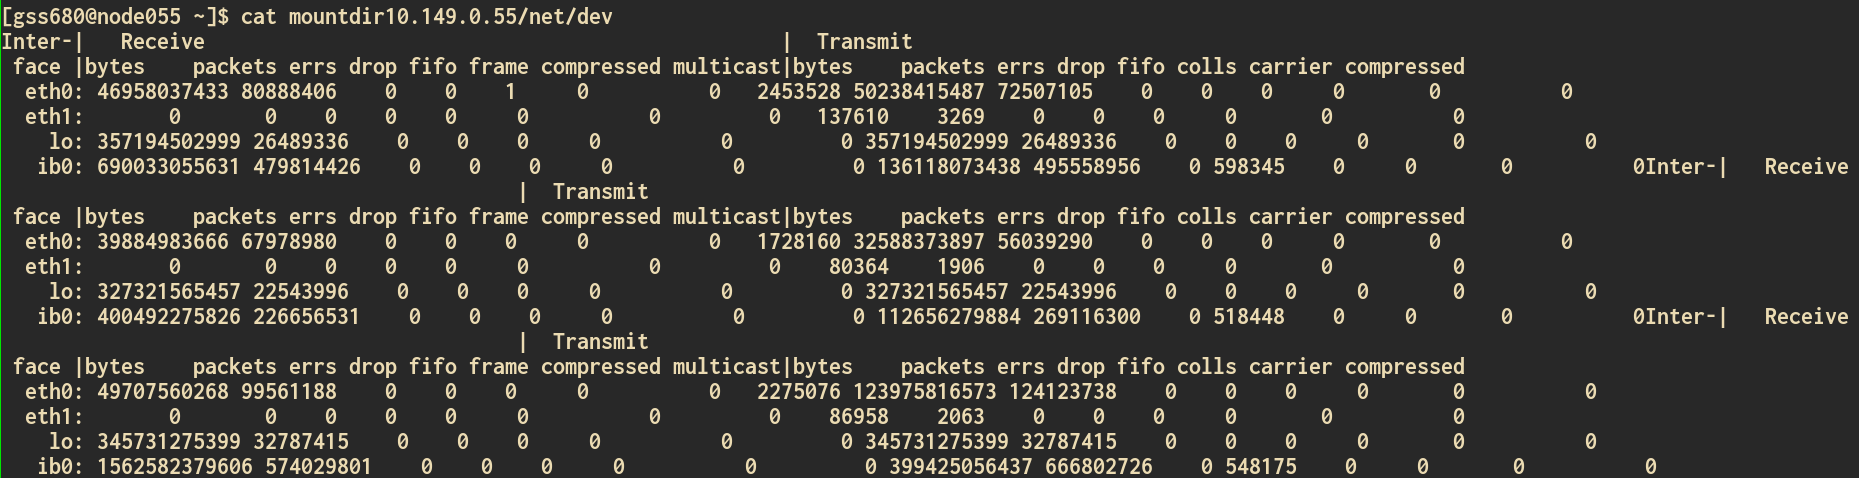 [gss680@node055 ~]$ cat mountdir10.149.0.55/net/dev
Inter-|   Receive                                                |  Transmit
 face |bytes    packets errs drop fifo frame compressed multicast|bytes    packets errs drop fifo colls carrier compressed
  eth0: 46958037433 80888406    0    0    1     0          0   2453528 50238415487 72507105    0    0    0     0       0          0
  eth1:       0       0    0    0    0     0          0         0   137610    3269    0    0    0     0       0          0
    lo: 357194502999 26489336    0    0    0     0          0         0 357194502999 26489336    0    0    0     0       0          0
   ib0: 690033055631 479814426    0    0    0     0          0         0 136118073438 495558956    0 598345    0     0       0          0Inter-|   Receive
                                           |  Transmit
 face |bytes    packets errs drop fifo frame compressed multicast|bytes    packets errs drop fifo colls carrier compressed
  eth0: 39884983666 67978980    0    0    0     0          0   1728160 32588373897 56039290    0    0    0     0       0          0
  eth1:       0       0    0    0    0     0          0         0    80364    1906    0    0    0     0       0          0
    lo: 327321565457 22543996    0    0    0     0          0         0 327321565457 22543996    0    0    0     0       0          0
   ib0: 400492275826 226656531    0    0    0     0          0         0 112656279884 269116300    0 518448    0     0       0          0Inter-|   Receive
                                           |  Transmit
 face |bytes    packets errs drop fifo frame compressed multicast|bytes    packets errs drop fifo colls carrier compressed
  eth0: 49707560268 99561188    0    0    0     0          0   2275076 123975816573 124123738    0    0    0     0       0          0
  eth1:       0       0    0    0    0     0          0         0    86958    2063    0    0    0     0       0          0
    lo: 345731275399 32787415    0    0    0     0          0         0 345731275399 32787415    0    0    0     0       0          0
   ib0: 1562582379606 574029801    0    0    0     0          0         0 399425056437 666802726    0 548175    0     0       0          0